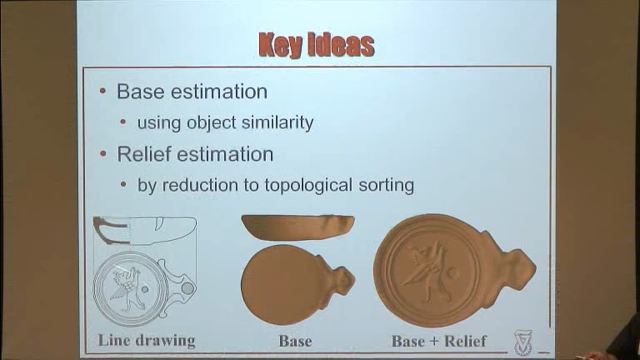 Key Ideas
• Base estimation
• using object similarity
• Relief estimation
• by reduction to topological sorting
Line drawing
Base
Base + Relief